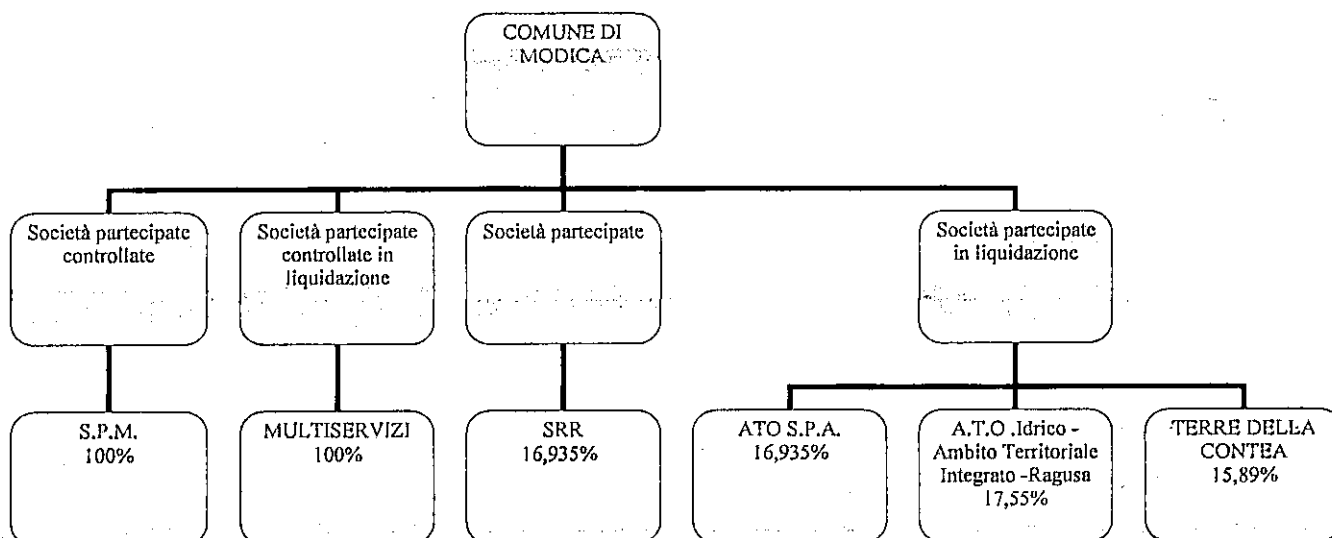 COMUNE DI
MODICA
Società partecipate
controllate
Società partecipate
controllate in
liquidazione
Società partecipate
Società partecipate
in liquidazione
S.P.M.
100%
MULTISERVIZI
100%
SRR
16,935%
ATO S.P.A.
16,935%
A.T.O .Idrico -
Ambito Territoriale
Integrato -Ragusa
17,55%
TERRE DELLA
CONTEA
15,89%